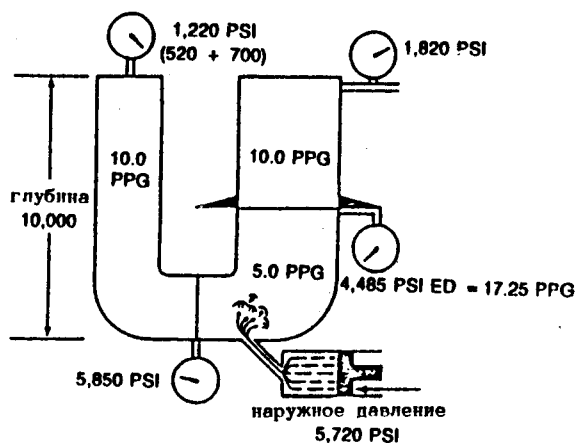 1,220 PSI
(520 + 700)
1,820 PSI
10.0
PPG
10.0 PPG
глубина
10,000
5.0 PPG
4,485 PSI ED = 17.25 PPG
5,850 PSI
наружное давление
5,720 PSI